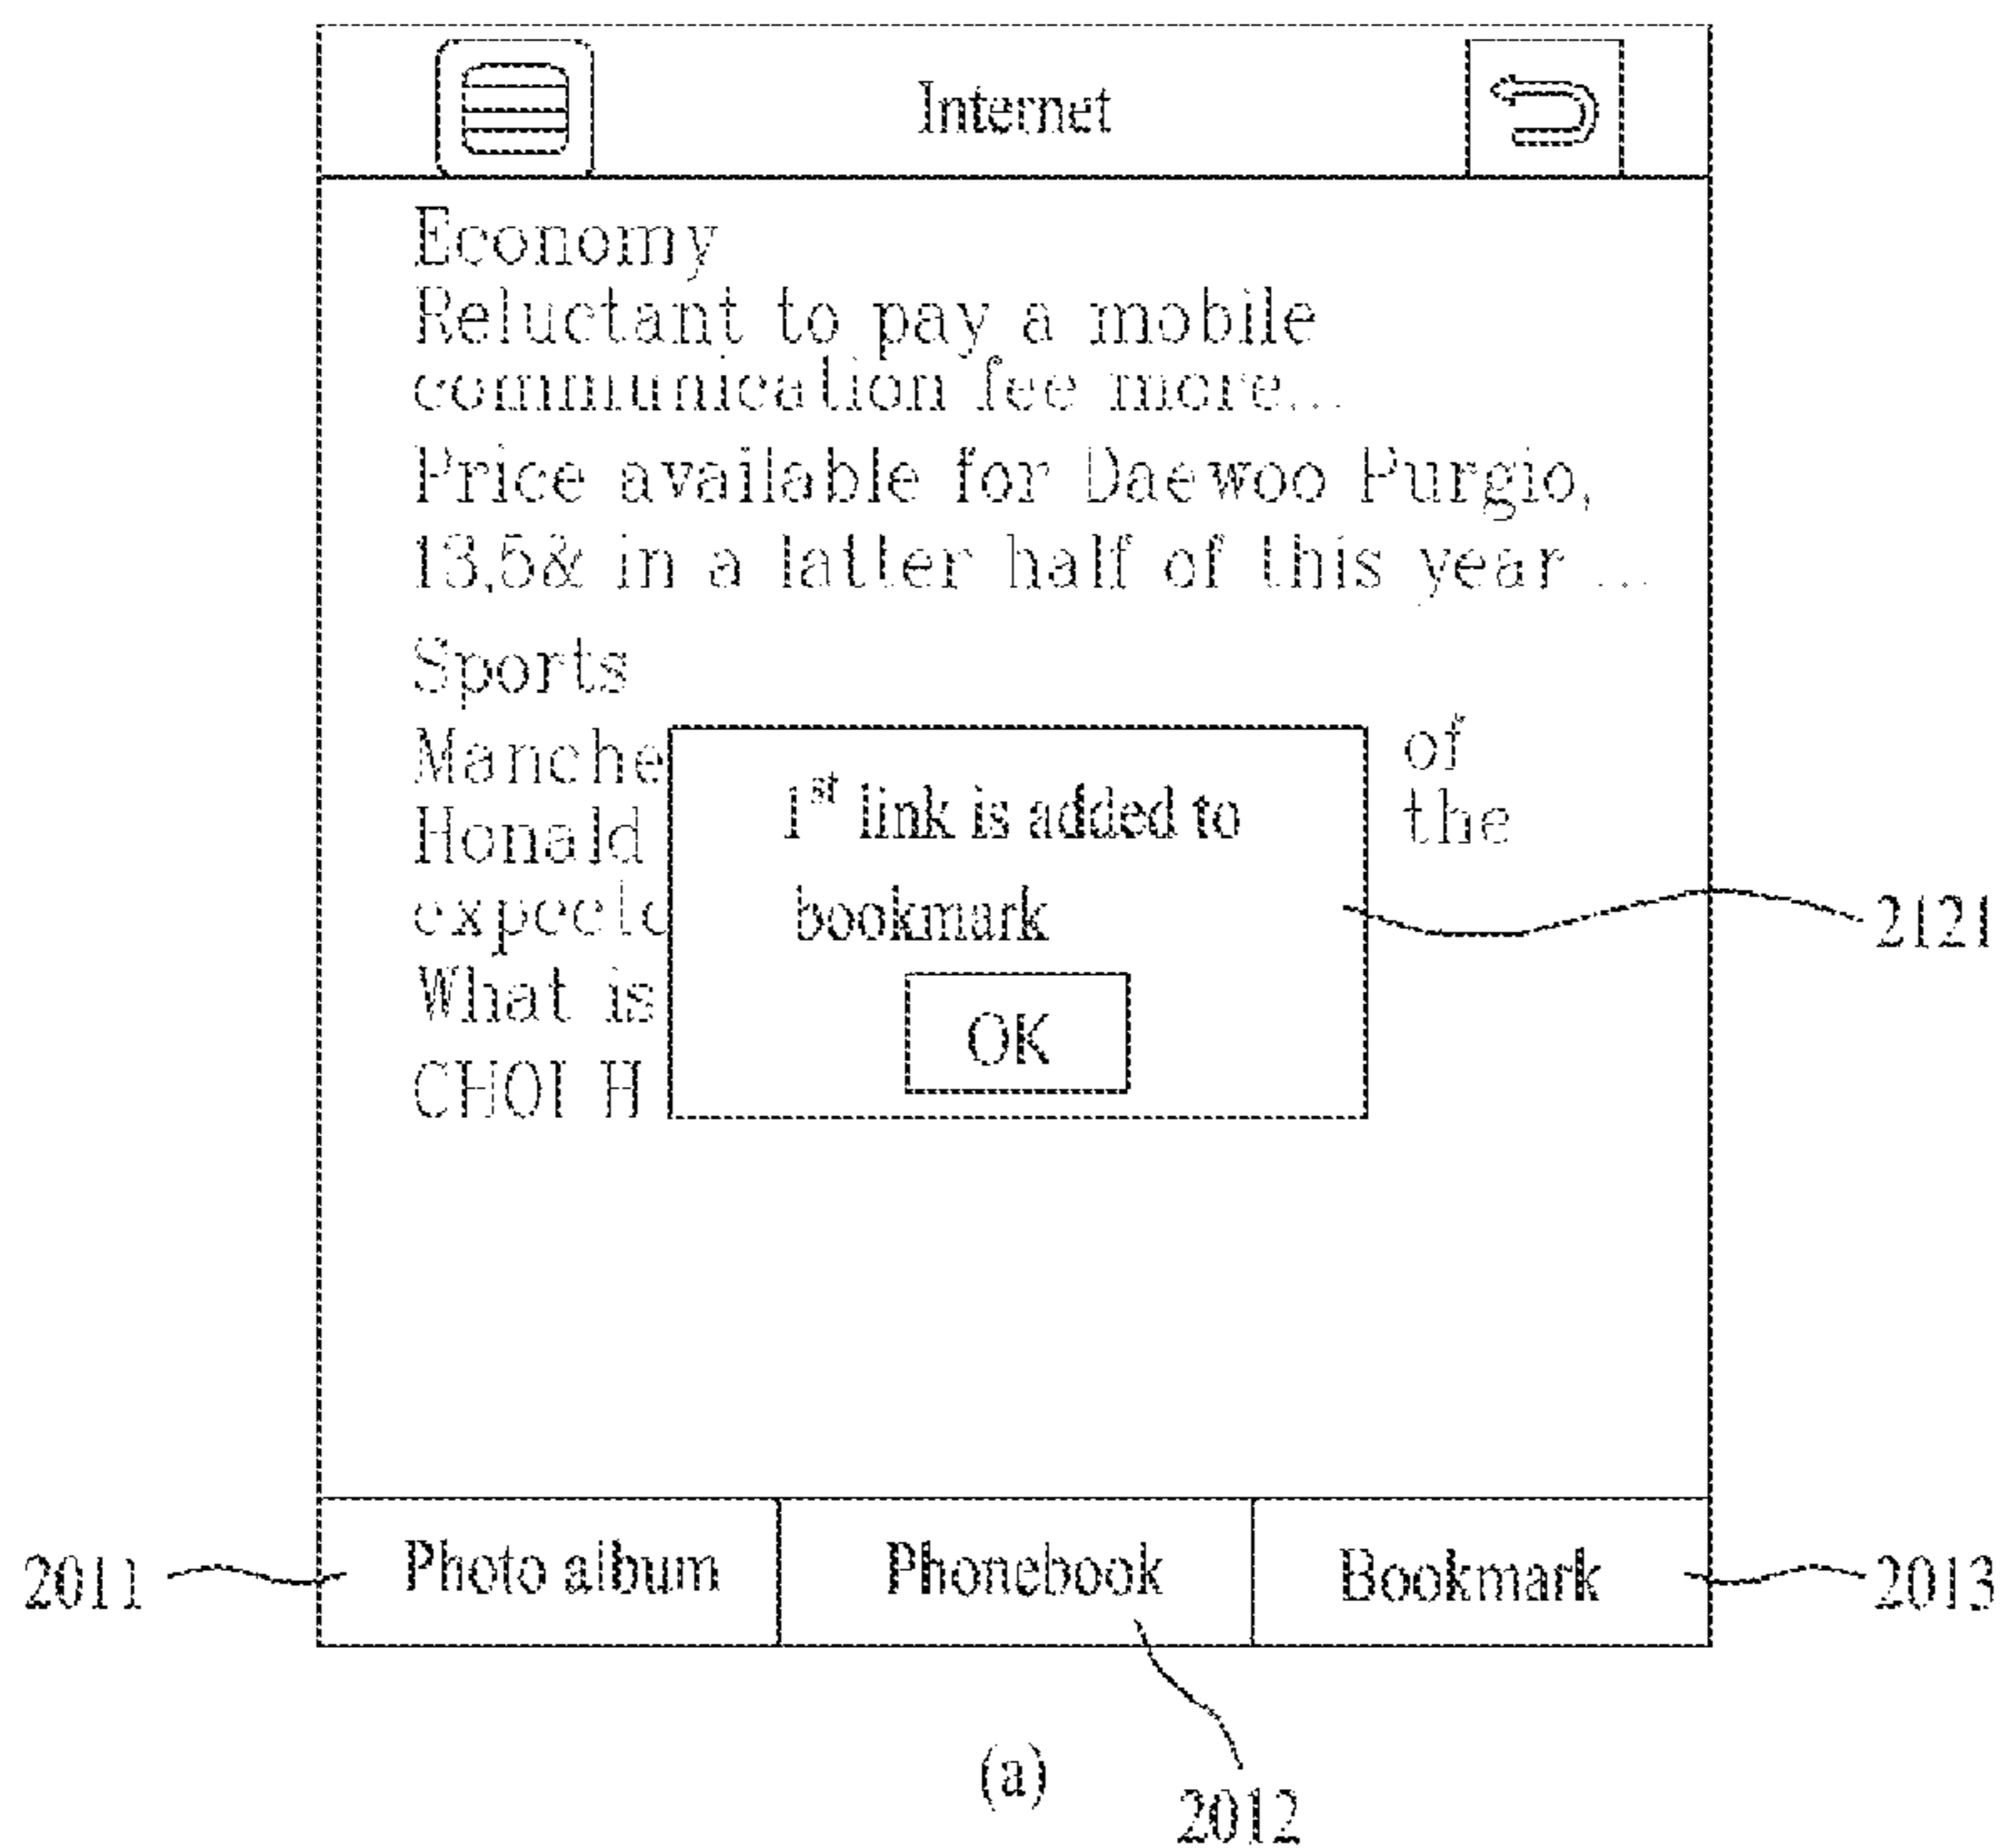 Internet
Economy
Reluctant to pay a mobile
communication fee more...
Price available for Daewoo Purgio,
13,5& in a latter half of this year ...
Sports
Manche of
Honald the
expecte
What is
CHOI H
1st link is added to
bookmark
OK
2121
Photo album Phonebook Bookmark
2011
2013
(a)
2012